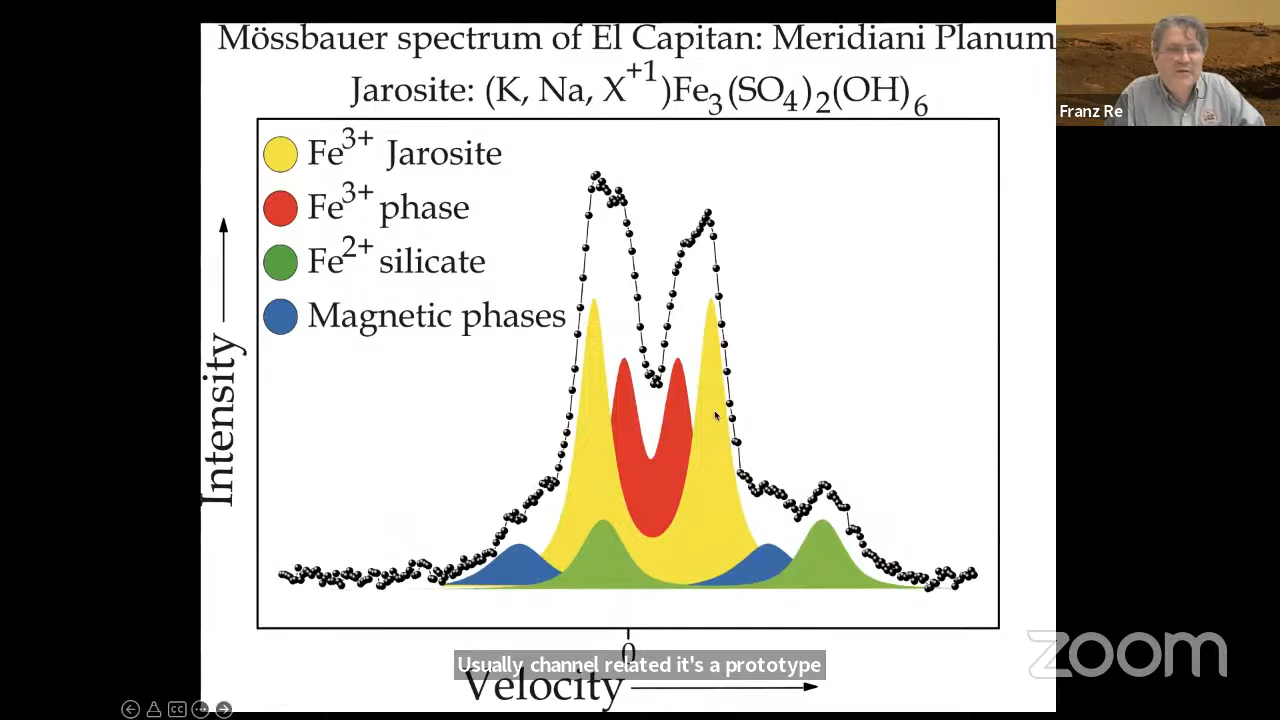 Mössbauer spectrum of El Capitan: Meridiani Planum
Jarosite: (K, Na, X+1)Fe3(SO4)2(OH)6
Franz Re
Fe3+ Jarosite
Fe3+ phase
Fe2+ silicate
Magnetic phases
Intensity
0
Usually channel related it's a prototype
Velocity
zoom
CC